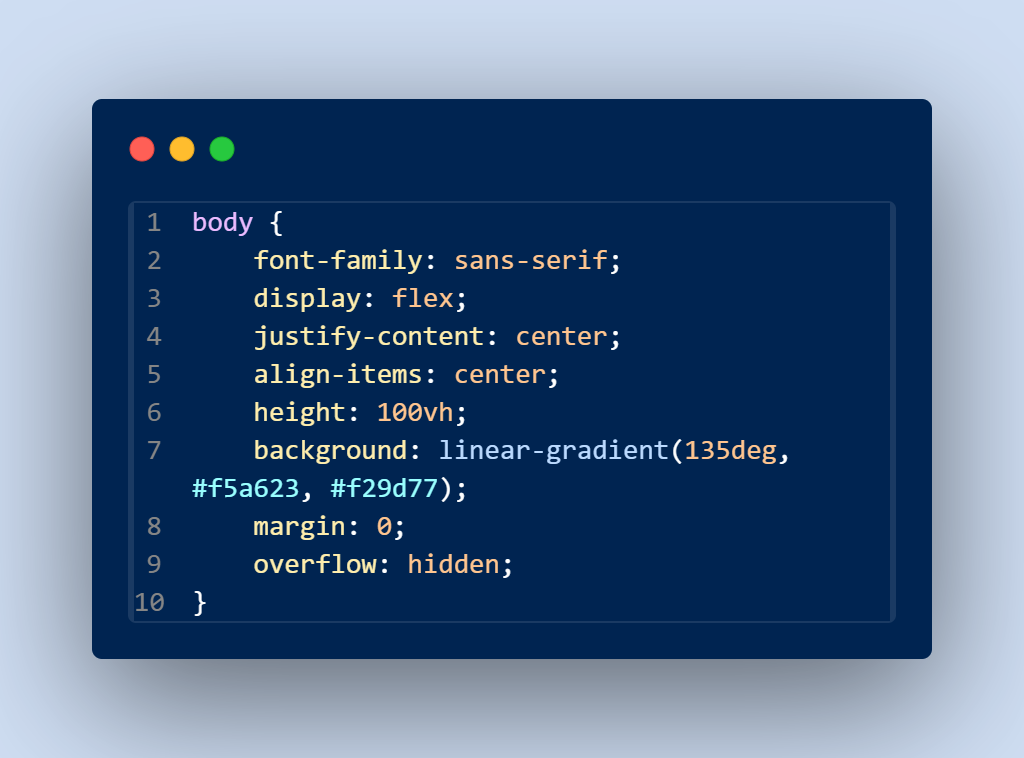 1 body {
2     font-family: sans-serif;
3     display: flex;
4     justify-content: center;
5     align-items: center;
6     height: 100vh;
7     background: linear-gradient(135deg,
#f5a623, #f29d77);
8     margin: 0;
9     overflow: hidden;
10 }